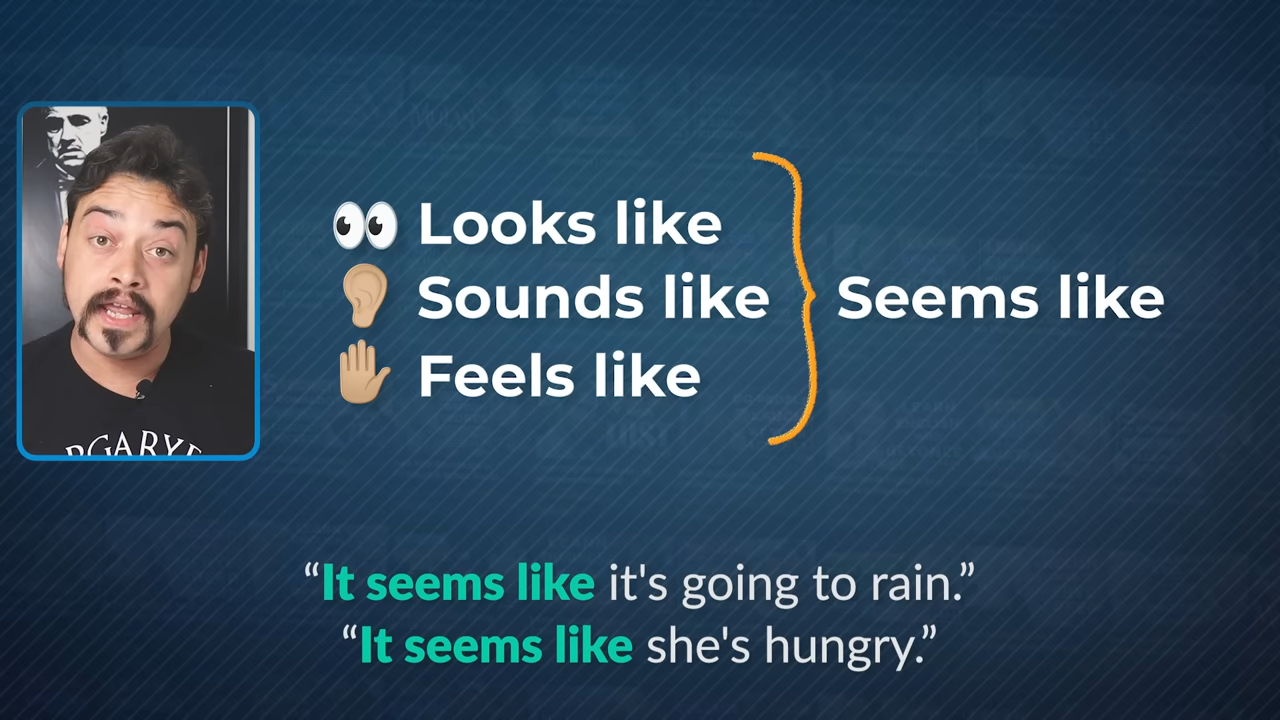 Looks like
Sounds like
Feels like
Seems like
“It seems like it's going to rain.”
“It seems like she's hungry.”